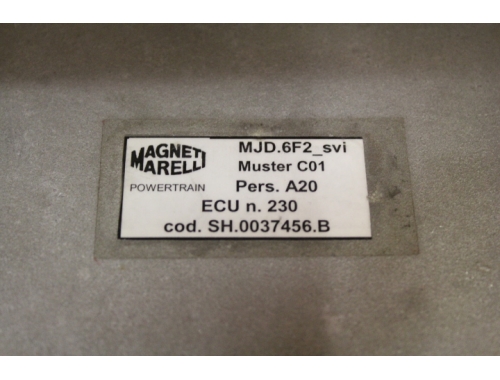 MAGNETI
MARELLI
POWERTRAIN
MJD.6F2_svi
Muster C01
Pers. A20
ECU n. 230
cod. SH.0037456.B